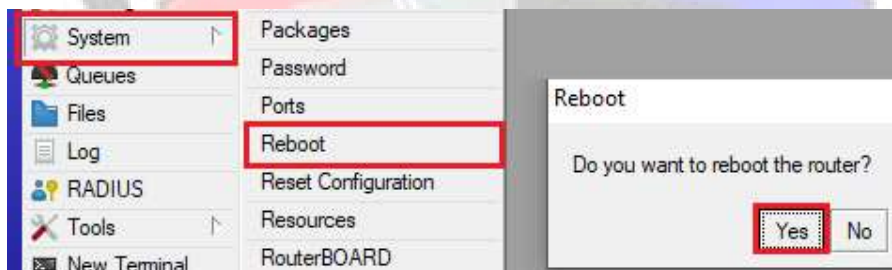 System
Queues
Files
Log
RADIUS
Tools
New Terminal
Packages
Password
Ports
Reboot
Reset Configuration
Resources
RouterBOARD
Reboot
Do you want to reboot the router?
Yes No